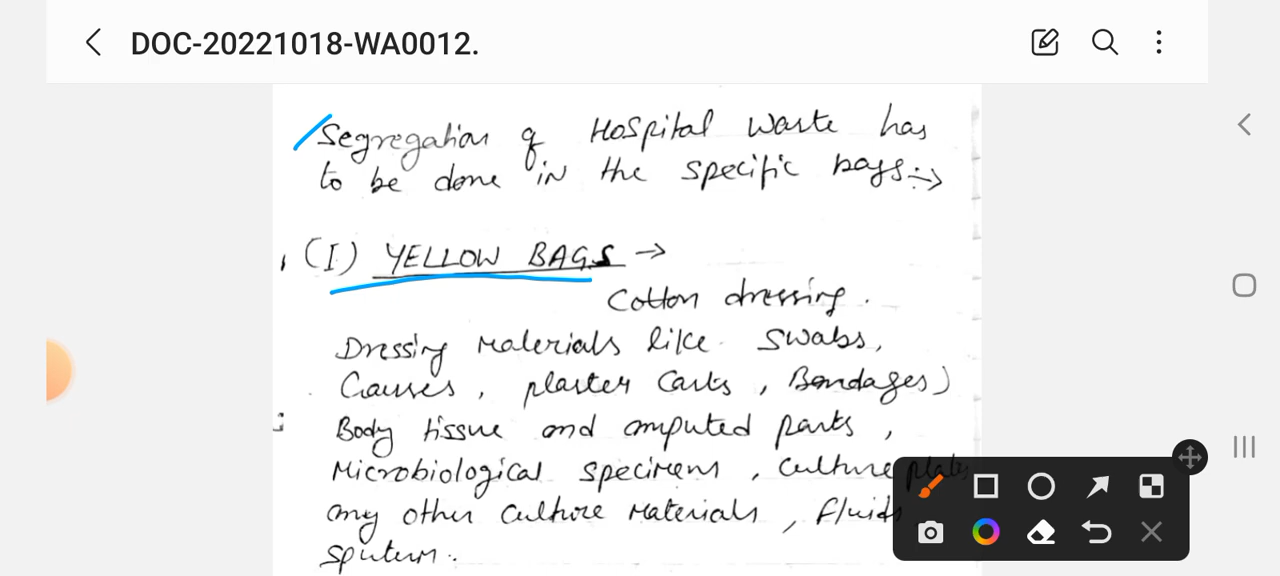 DOC-20221018-WA0012.
Segregation of Hospital Waste has
to be done in the specific bags:->
(I) YELLOW BAGS →
Cotton dressing.
Dressing materials like swabs,
Causes, plaster Casts, Bandages)
Body tissue and amputed parts,
Microbiological specimens, culture plates
any other culture materials, fluids
sputum.